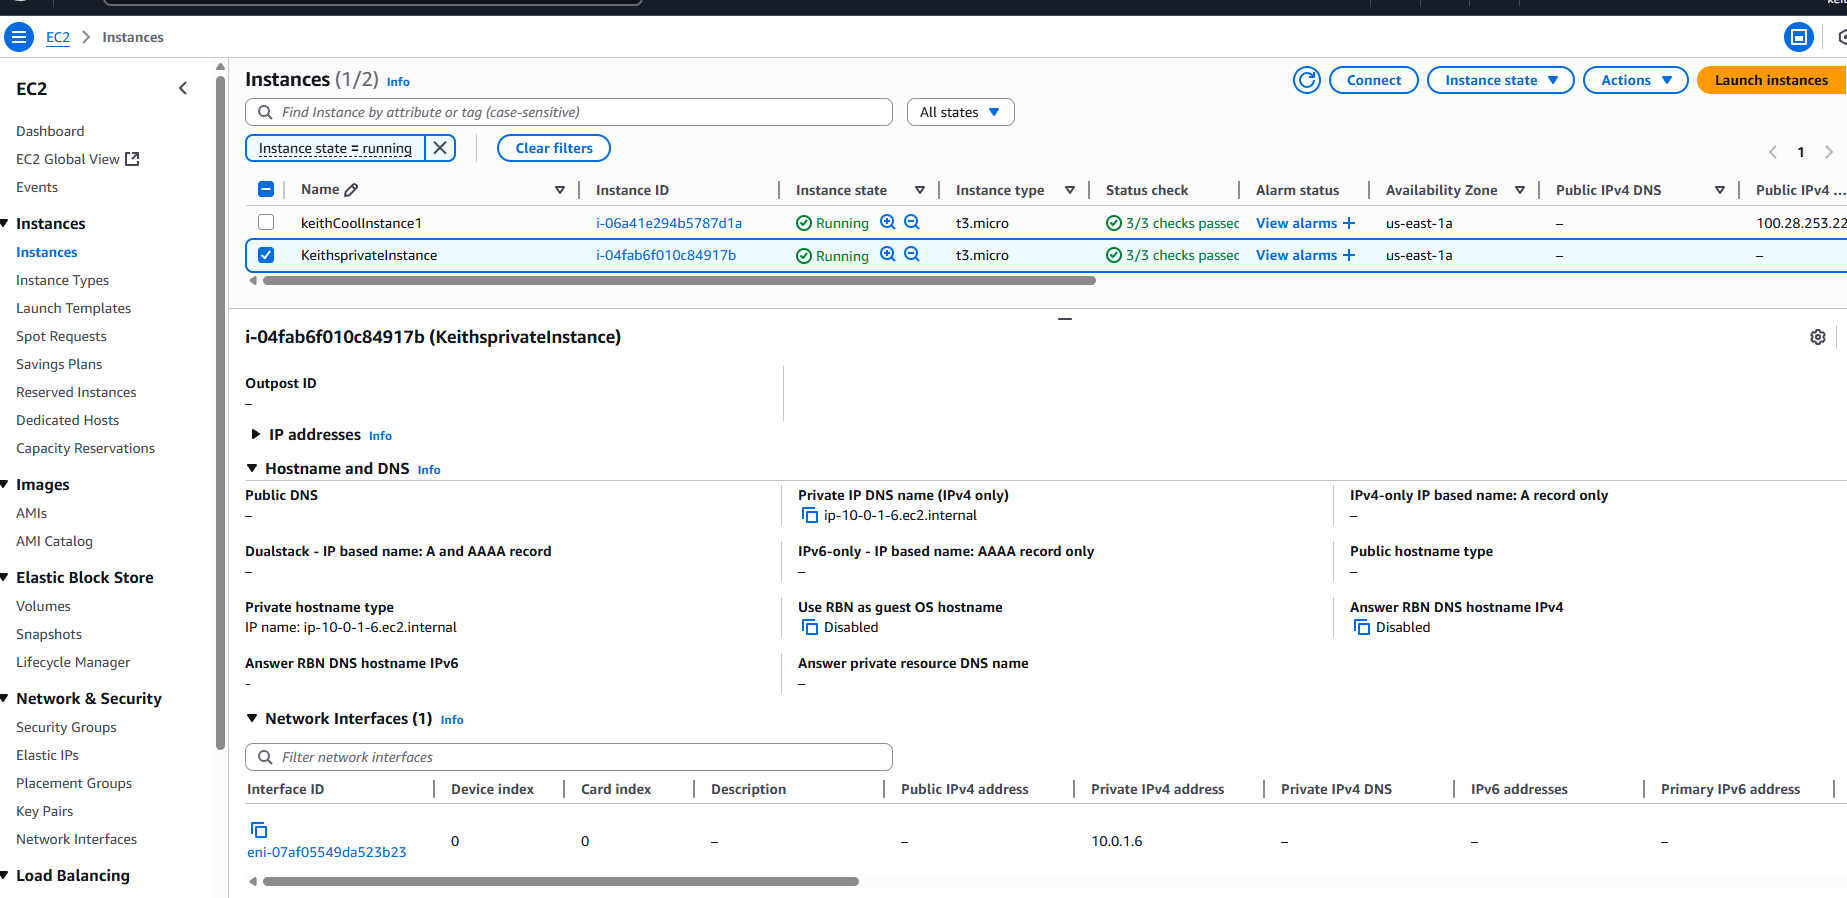 EC2 > Instances
EC2
Dashboard
EC2 Global View
Events
Instances
Instances
Instance Types
Launch Templates
Spot Requests
Savings Plans
Reserved Instances
Dedicated Hosts
Capacity Reservations
Images
AMIs
AMI Catalog
Elastic Block Store
Volumes
Snapshots
Lifecycle Manager
Network & Security
Security Groups
Elastic IPs
Placement Groups
Key Pairs
Network Interfaces
Load Balancing
Instances (1/2) Info
Connect Instance state Actions Launch instances
Find Instance by attribute or tag (case-sensitive) All states
Instance state = running Clear filters
1
Name Instance ID Instance state Instance type Status check Alarm status Availability Zone Public IPv4 DNS Public IPv4 ...
keithCoolInstance1 i-06a41e294b5787d1a Running t3.micro 3/3 checks passed View alarms + us-east-1a – 100.28.253.22
KeithsprivateInstance i-04fab6f010c84917b Running t3.micro 3/3 checks passed View alarms + us-east-1a – –
i-04fab6f010c84917b (KeithsprivateInstance)
Outpost ID
–
IP addresses Info
Hostname and DNS Info
Public DNS Private IP DNS name (IPv4 only) IPv4-only IP based name: A record only
– ip-10-0-1-6.ec2.internal –
Dualstack - IP based name: A and AAAA record IPv6-only - IP based name: AAAA record only Public hostname type
– – –
Private hostname type Use RBN as guest OS hostname Answer RBN DNS hostname IPv4
IP name: ip-10-0-1-6.ec2.internal Disabled Disabled
Answer RBN DNS hostname IPv6 Answer private resource DNS name
- –
Network Interfaces (1) Info
Filter network interfaces
Interface ID Device index Card index Description Public IPv4 address Private IPv4 address Private IPv4 DNS IPv6 addresses Primary IPv6 address
eni-07af05549da523b23 0 0 – – 10.0.1.6 – – –